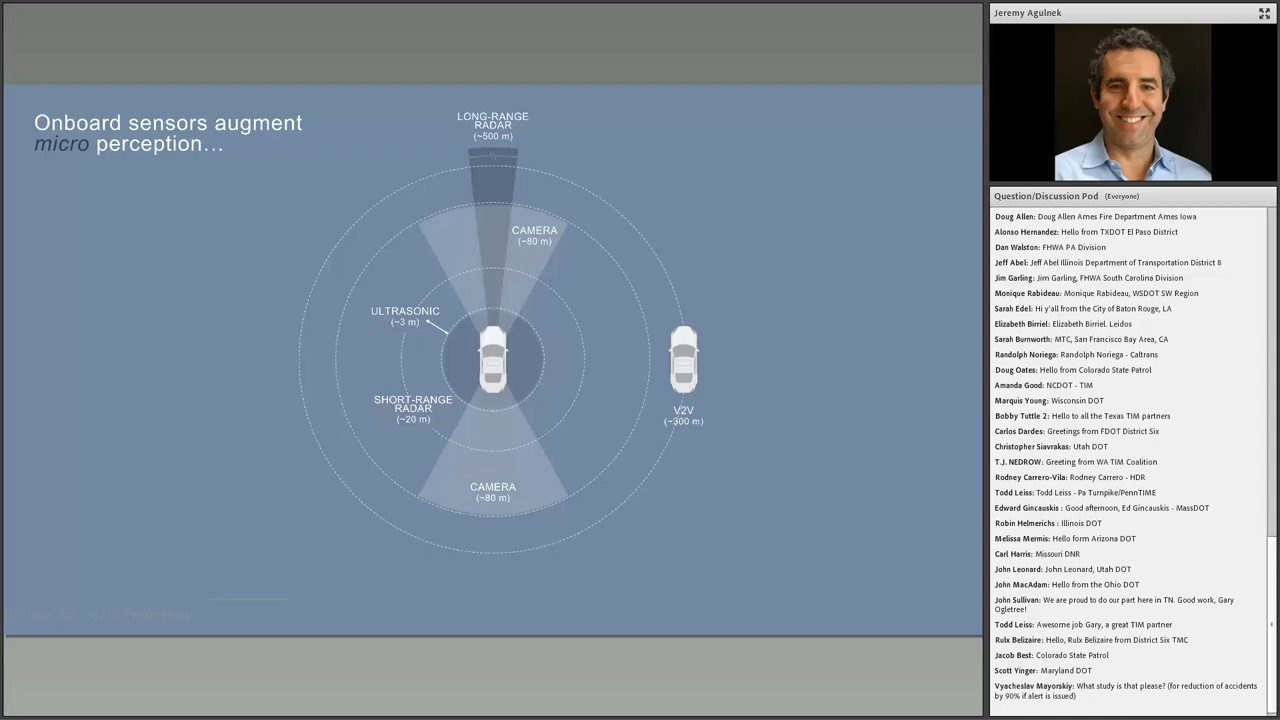 Onboard sensors augment
micro perception…
LONG-RANGE
RADAR
(~500 m)
CAMERA
(~80 m)
ULTRASONIC
(~3 m)
SHORT-RANGE
RADAR
(~20 m)
V2V
(~300 m)
CAMERA
(~80 m)
Jeremy Agulnek
Question/Discussion Pod (Everyone)
Doug Allen: Doug Allen Ames Fire Department Ames Iowa
Alonso Hernandez: Hello from TXDOT El Paso District
Dan Walston: FHWA PA Division
Jeff Abel: Jeff Abel Illinois Department of Transportation District 8
Jim Garling: Jim Garling, FHWA South Carolina Division
Monique Rabideau: Monique Rabideau, WSDOT SW Region
Sarah Edel: Hi y'all from the City of Baton Rouge, LA
Elizabeth Birriel: Elizabeth Birriel. Leidos
Sarah Burnworth: MTC, San Francisco Bay Area, CA
Randolph Noriega: Randolph Noriega - Caltrans
Doug Oates: Hello from Colorado State Patrol
Amanda Good: NCDOT - TIM
Marquis Young: Wisconsin DOT
Bobby Tuttle 2: Hello to all the Texas TIM partners
Carlos Dardes: Greetings from FDOT District Six
Christopher Siavrakas: Utah DOT
T.J. NEDROW: Greeting from WA TIM Coalition
Rodney Carrero-Vila: Rodney Carrero - HDR
Todd Leiss: Todd Leiss - Pa Turnpike/PennTIME
Edward Gincauskis : Good afternoon, Ed Gincauskis - MassDOT
Robin Helmerichs : Illinois DOT
Melissa Mermis: Hello form Arizona DOT
Carl Harris: Missouri DNR
John Leonard: John Leonard, Utah DOT
John MacAdam: Hello from the Ohio DOT
John Sullivan: We are proud to do our part here in TN. Good work, Gary
Ogletree!
Todd Leiss: Awesome job Gary, a great TIM partner
Rulx Belizaire: Hello, Rulx Belizaire from District Six TMC
Jacob Best: Colorado State Patrol
Scott Yinger: Maryland DOT
Vyacheslav Mayorskiy: What study is that please? (for reduction of accidents
by 90% if alert is issued)